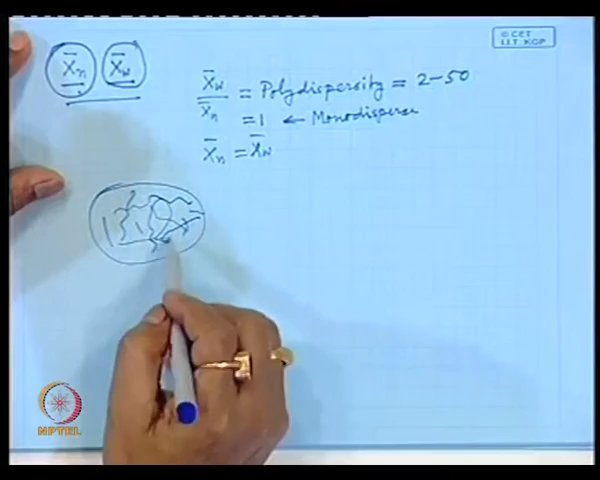 © CET
I.I.T. KGP
X̄n X̄w
X̄w / X̄n = Polydispersity = 2-50
= 1 ← Monodisperse
X̄n = X̄w
NPTEL